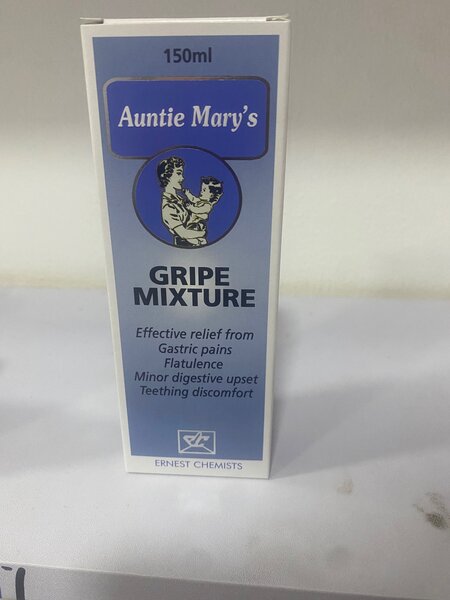 150ml
Auntie Mary's
GRIPE
MIXTURE
Effective relief from
Gastric pains
Flatulence
Minor digestive upset
Teething discomfort
ERNEST CHEMISTS